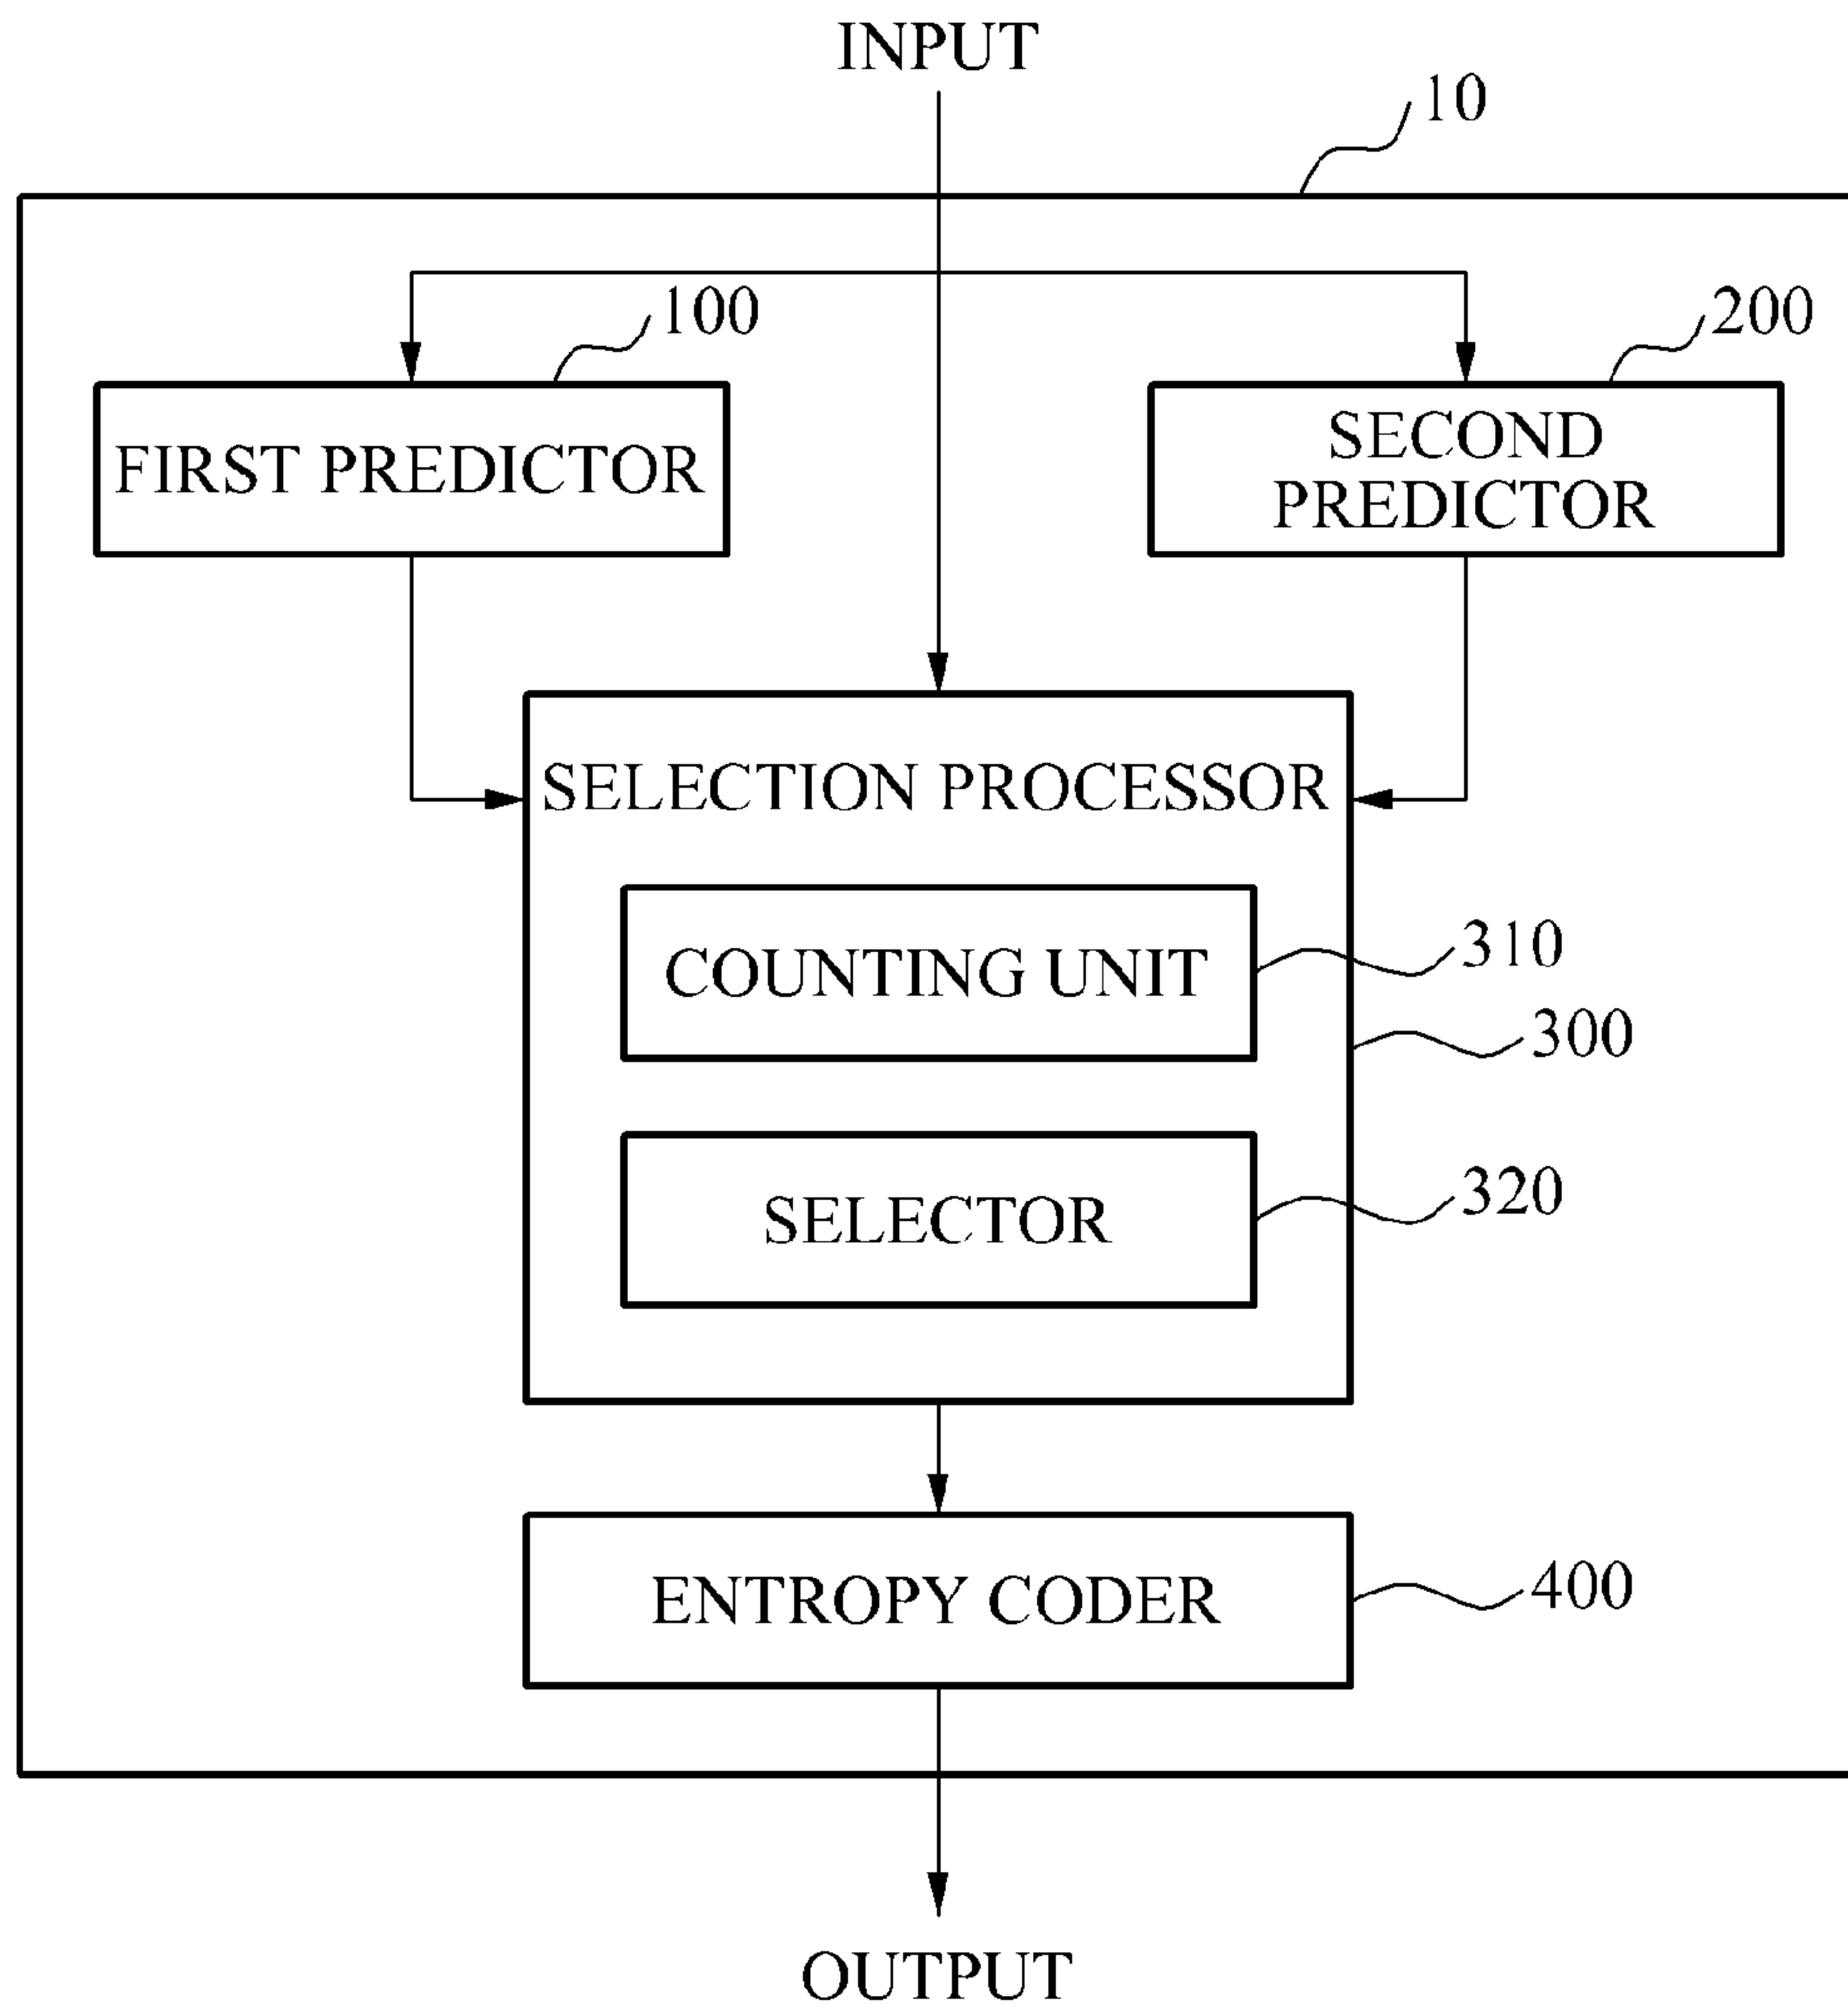 INPUT
10
100
200
FIRST PREDICTOR
SECOND
PREDICTOR
SELECTION PROCESSOR
COUNTING UNIT
310
300
SELECTOR
320
ENTROPY CODER
400
OUTPUT